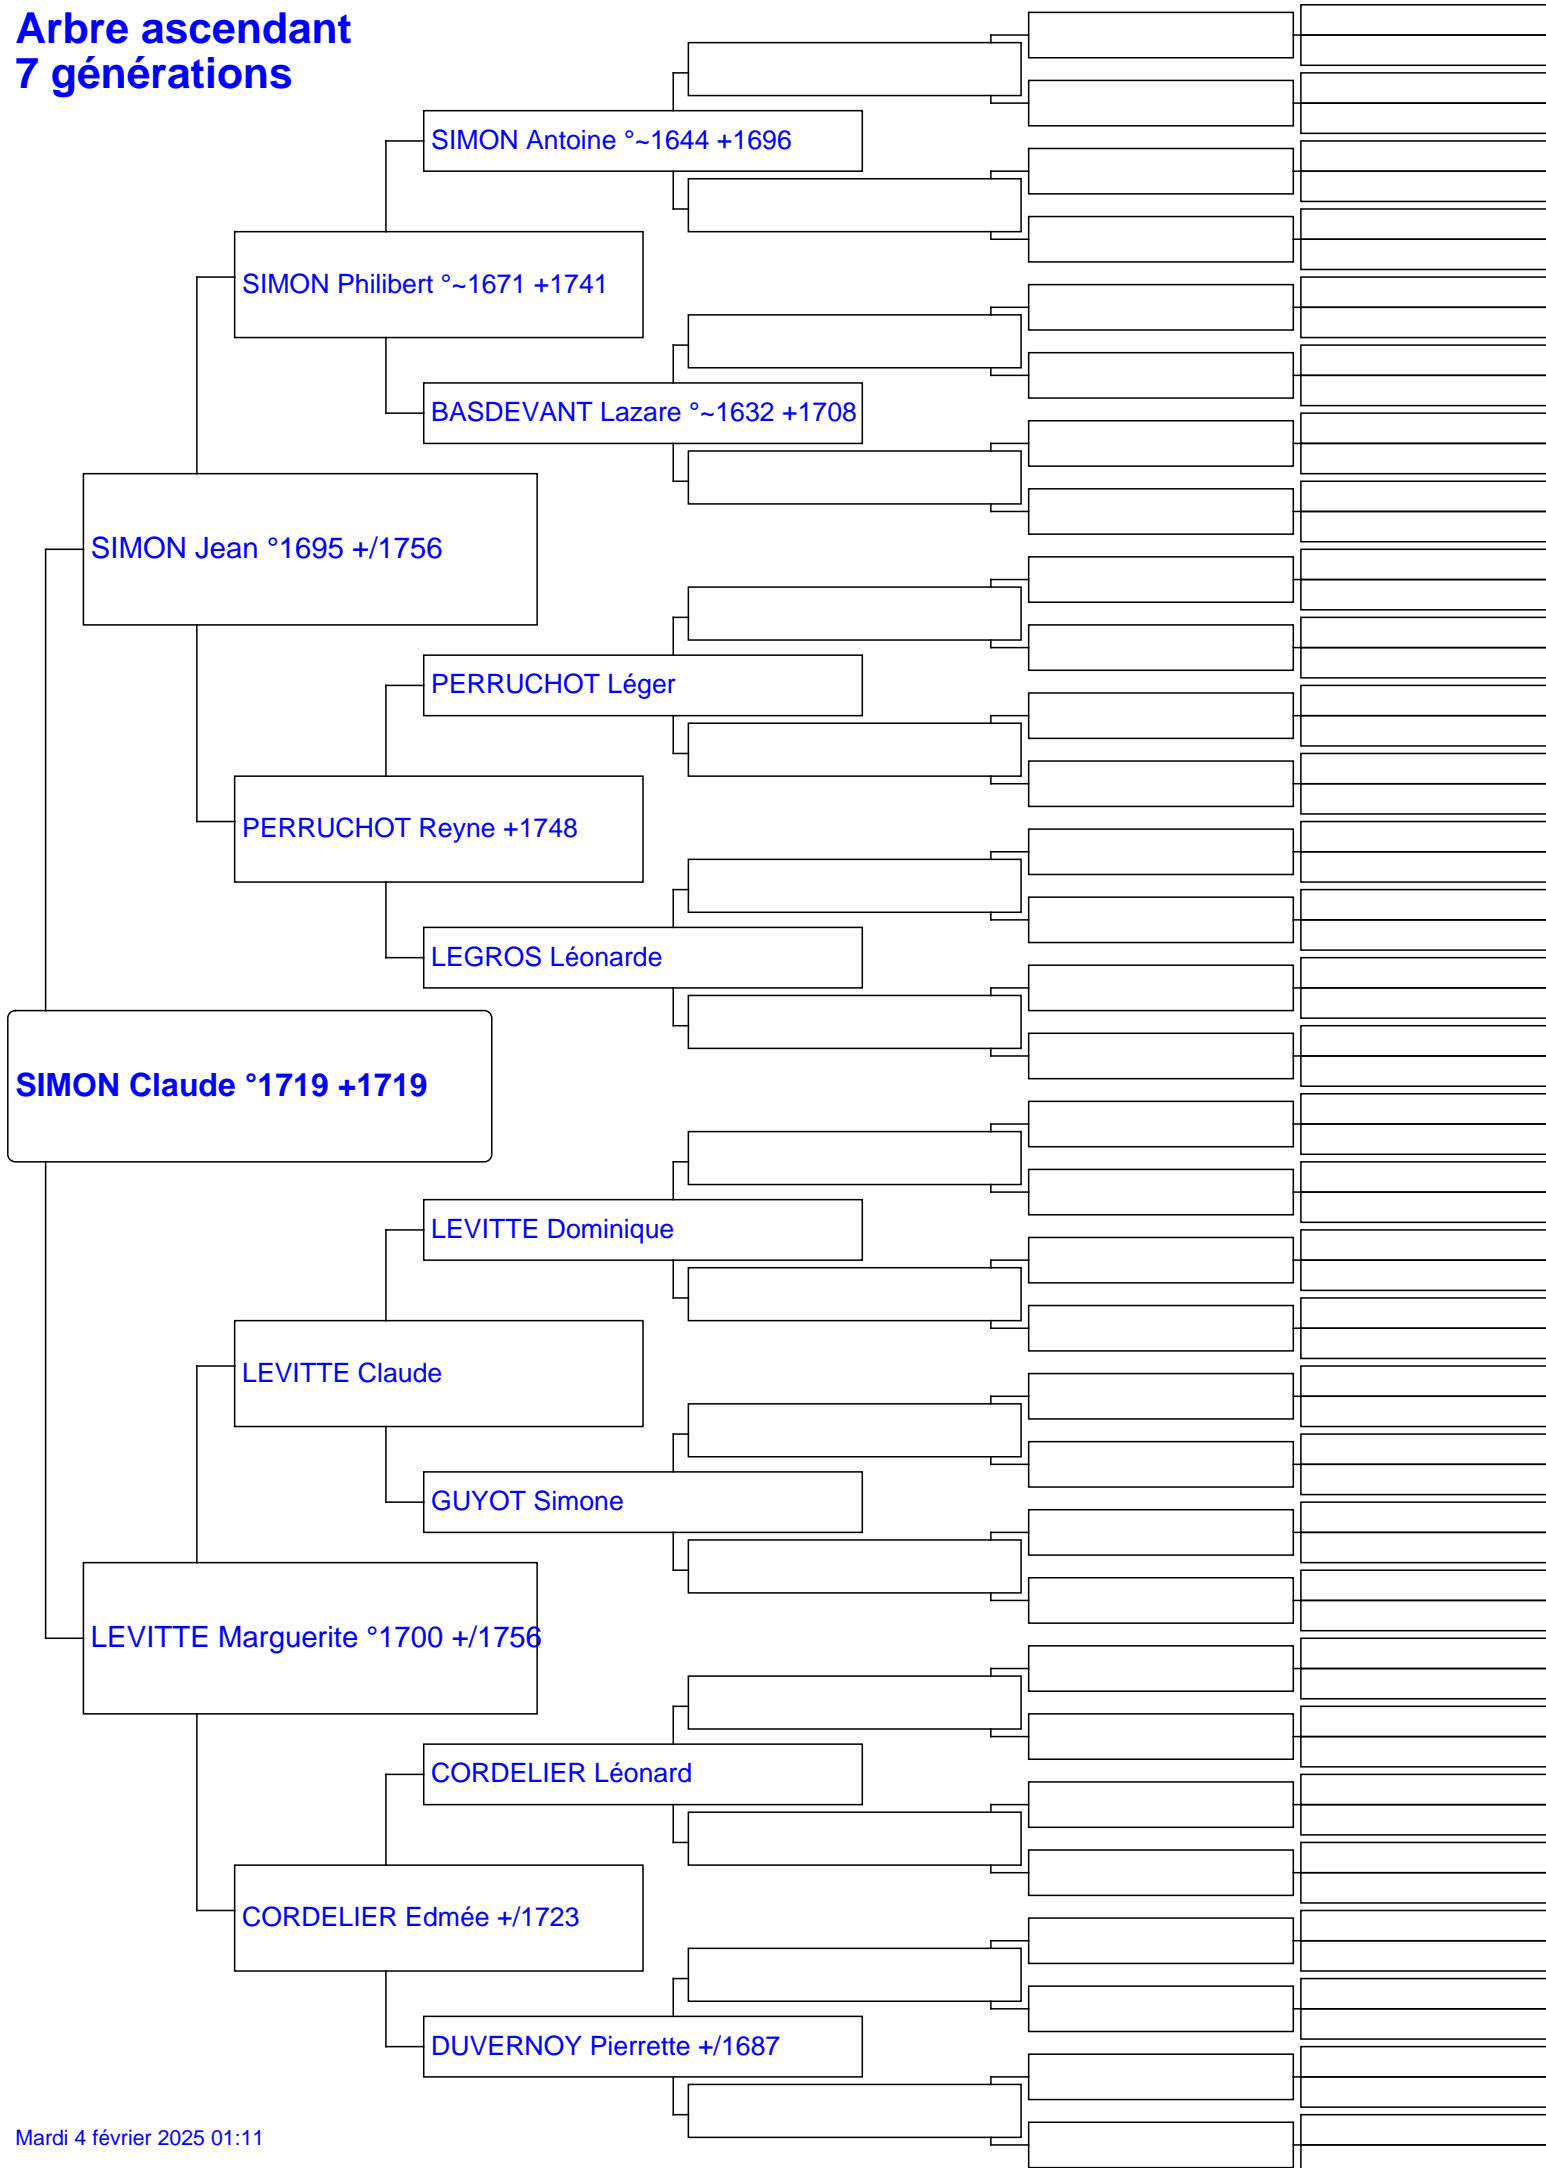 Arbre ascendant
7 générations
SIMON Antoine °~1644 +1696
SIMON Philibert °~1671 +1741
BASDEVANT Lazare °~1632 +1708
SIMON Jean °1695 +/1756
PERRUCHOT Léger
PERRUCHOT Reyne +1748
LEGROS Léonarde
SIMON Claude °1719 +1719
LEVITTE Dominique
LEVITTE Claude
GUYOT Simone
LEVITTE Marguerite °1700 +/1756
CORDELIER Léonard
CORDELIER Edmée +/1723
DUVERNOY Pierrette +/1687
Mardi 4 février 2025 01:11